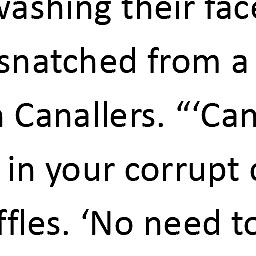 washing their face
snatched from a
Canallers. “‘Can
in your corrupt
ffles. ‘No need to